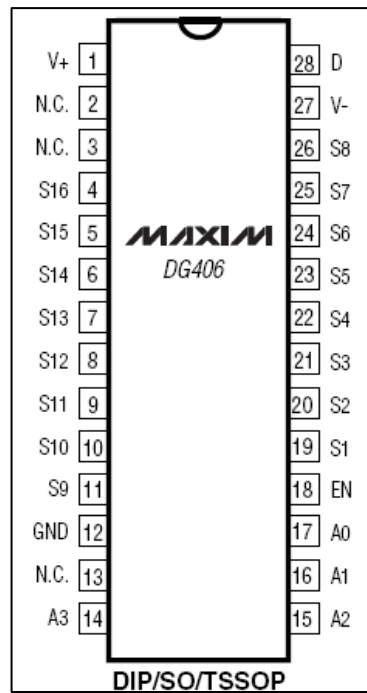 V+ 1 28 D
N.C. 2 27 V-
N.C. 3 26 S8
S16 4 25 S7
S15 5 MAXIM 24 S6
S14 6 DG406 23 S5
S13 7 22 S4
S12 8 21 S3
S11 9 20 S2
S10 10 19 S1
S9 11 18 EN
GND 12 17 A0
N.C. 13 16 A1
A3 14 15 A2
DIP/SO/TSSOP